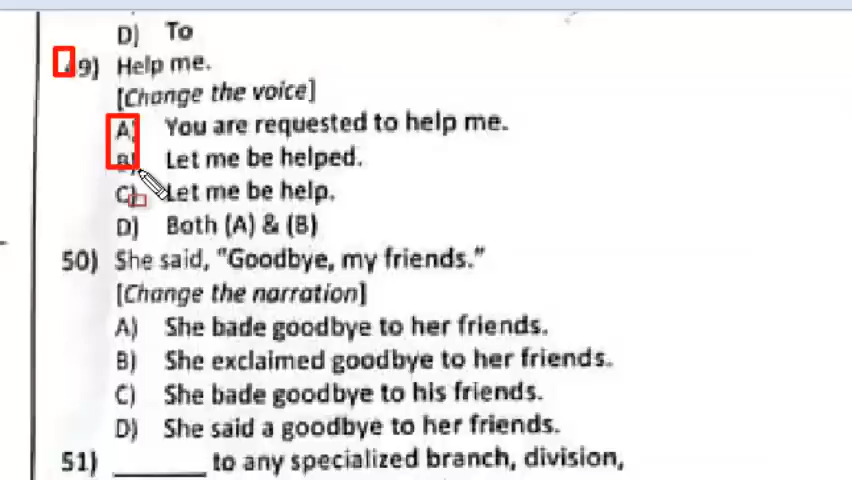 D) To
9) Help me.
[Change the voice]
A) You are requested to help me.
B) Let me be helped.
C) Let me be help.
D) Both (A) & (B)
50) She said, "Goodbye, my friends."
[Change the narration]
A) She bade goodbye to her friends.
B) She exclaimed goodbye to her friends.
C) She bade goodbye to his friends.
D) She said a goodbye to her friends.
51) ______ to any specialized branch, division,